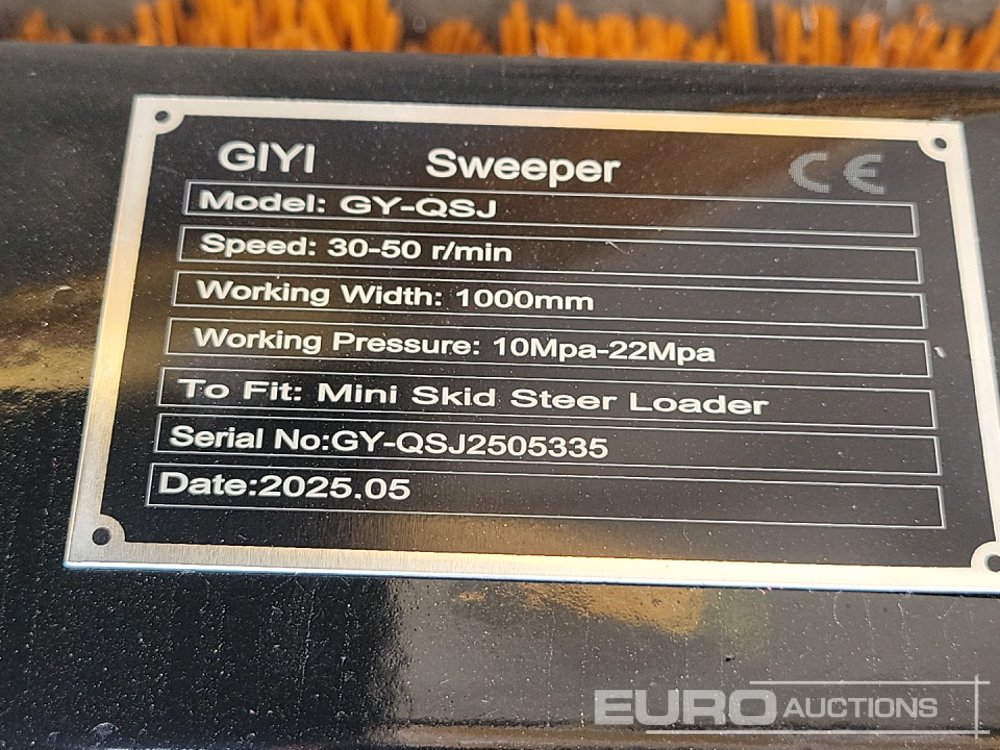 GIYI Sweeper CE
Model: GY-QSJ
Speed: 30-50 r/min
Working Width: 1000mm
Working Pressure: 10Mpa-22Mpa
To Fit: Mini Skid Steer Loader
Serial No:GY-QSJ2505335
Date:2025.05
EURO AUCTIONS